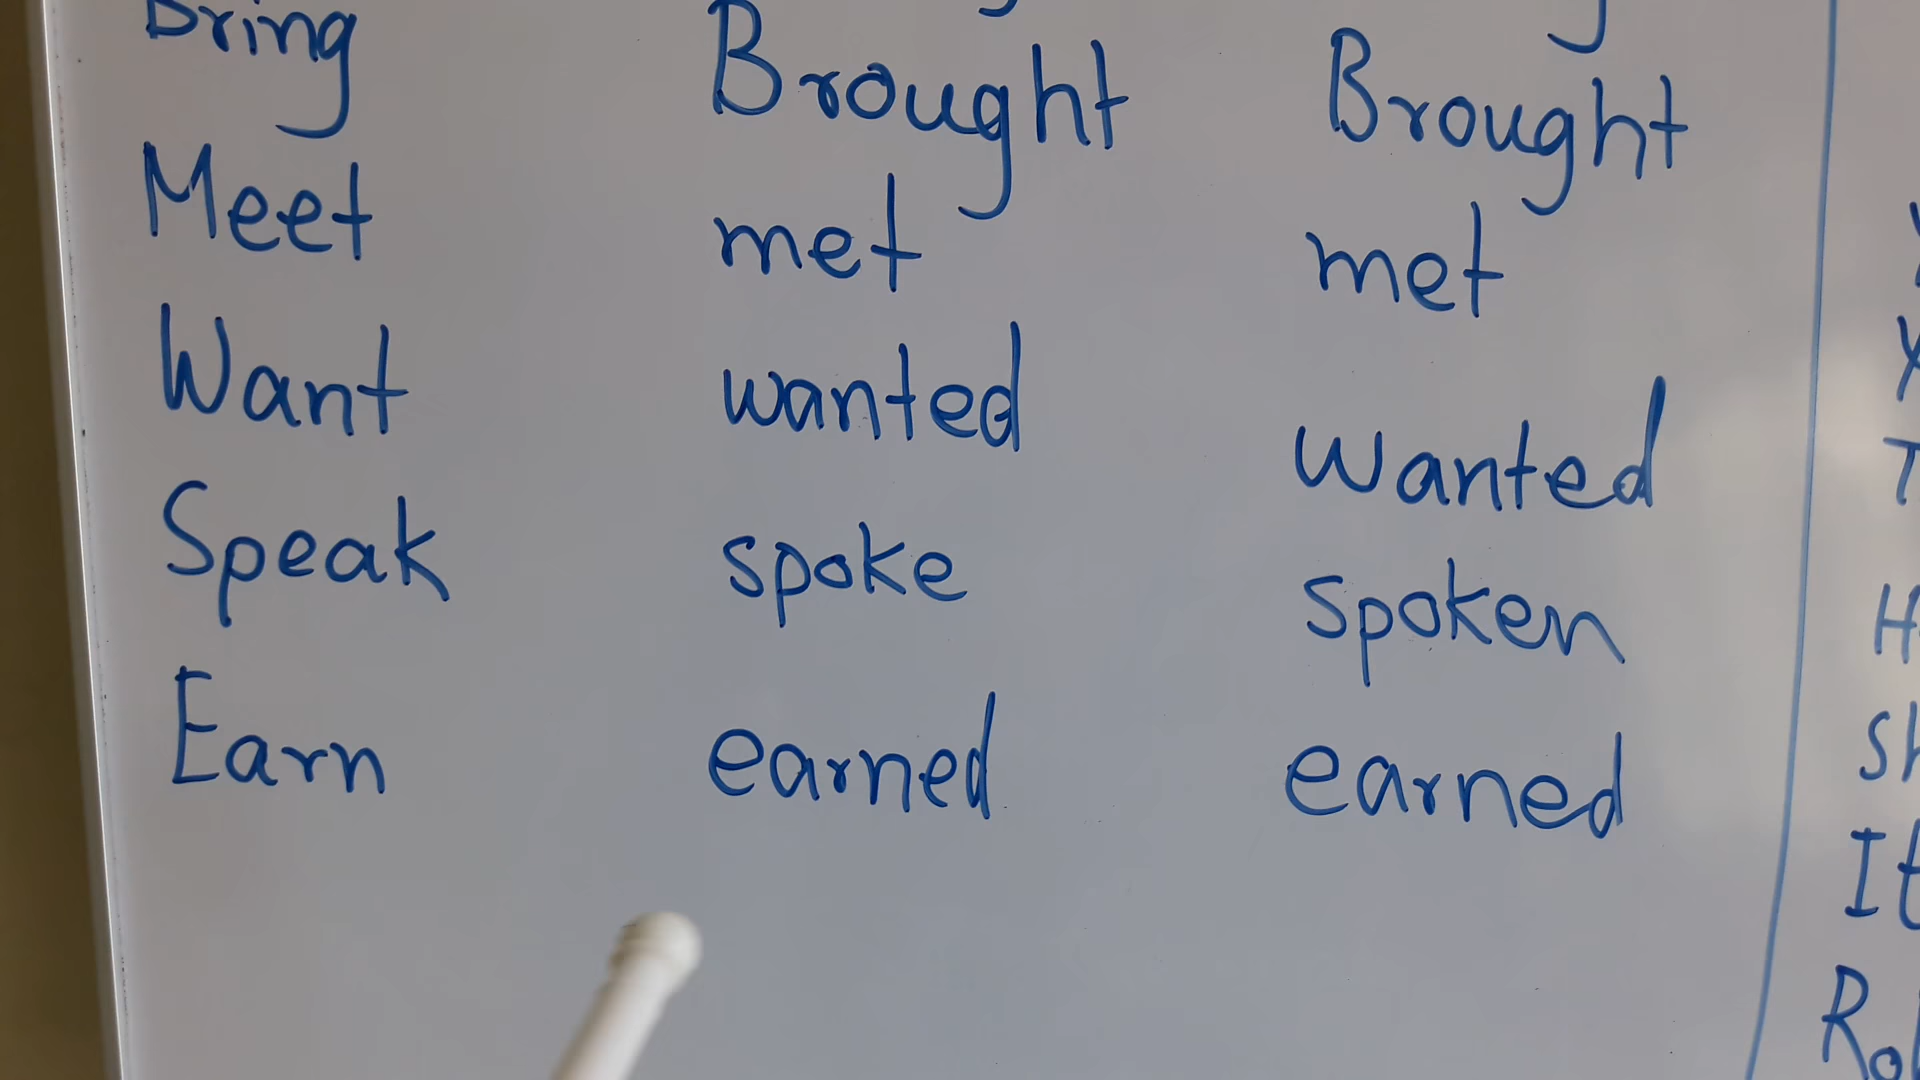 Bring Brought Brought
Meet met met
Want wanted wanted
Speak spoke spoken
Earn earned earned